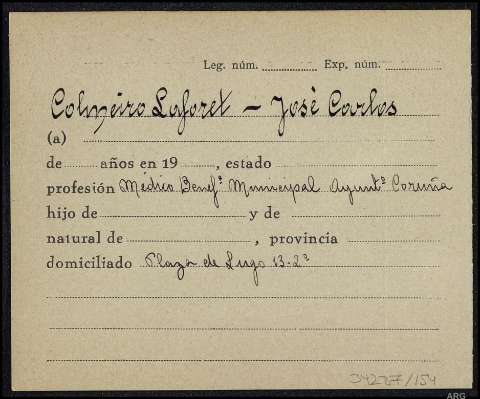 Leg. núm. Exp. núm.
Colmeiro Laforet - José Carlos
(a)
de años en 19 , estado
profesión Médico Benefª Municipal Ayuntº Coruña
hijo de y de
natural de , provincia
domiciliado Plaza de Lugo 13-2º
34287/154
ARG